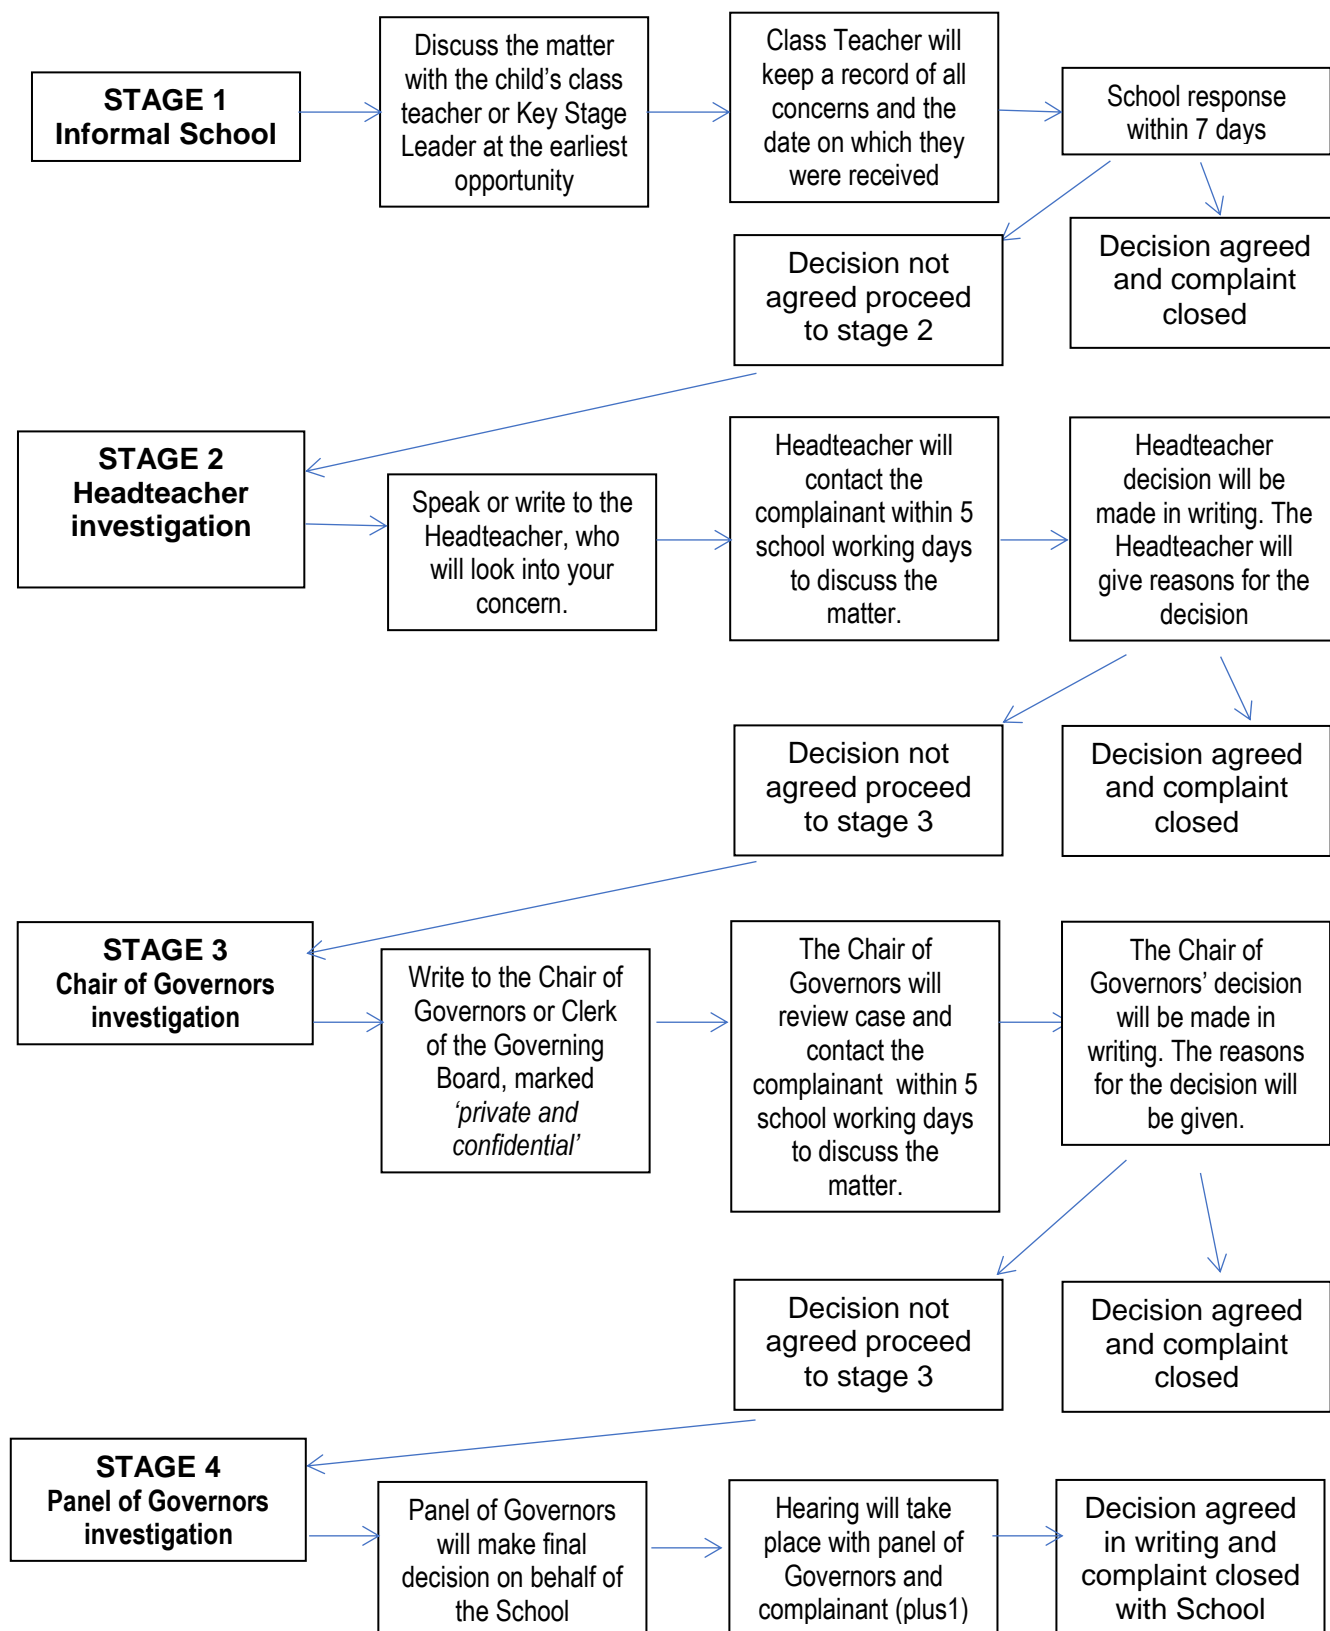 STAGE 1
Informal School
Discuss the matter
with the child’s class
teacher or Key Stage
Leader at the earliest
opportunity
Class Teacher will
keep a record of all
concerns and the
date on which they
were received
School response
within 7 days
Decision not
agreed proceed
to stage 2
Decision agreed
and complaint
closed
STAGE 2
Headteacher
investigation
Speak or write to the
Headteacher, who
will look into your
concern.
Headteacher will
contact the
complainant within 5
school working days
to discuss the
matter.
Headteacher
decision will be
made in writing. The
Headteacher will
give reasons for the
decision
Decision not
agreed proceed
to stage 3
Decision agreed
and complaint
closed
STAGE 3
Chair of Governors
investigation
Write to the Chair of
Governors or Clerk
of the Governing
Board, marked
‘private and
confidential’
The Chair of
Governors will
review case and
contact the
complainant  within 5
school working days
to discuss the
matter.
The Chair of
Governors’ decision
will be made in
writing. The reasons
for the decision will
be given.
Decision not
agreed proceed
to stage 3
Decision agreed
and complaint
closed
STAGE 4
Panel of Governors
investigation
Panel of Governors
will make final
decision on behalf of
the School
Hearing will take
place with panel of
Governors and
complainant (plus1)
Decision agreed
in writing and
complaint closed
with School